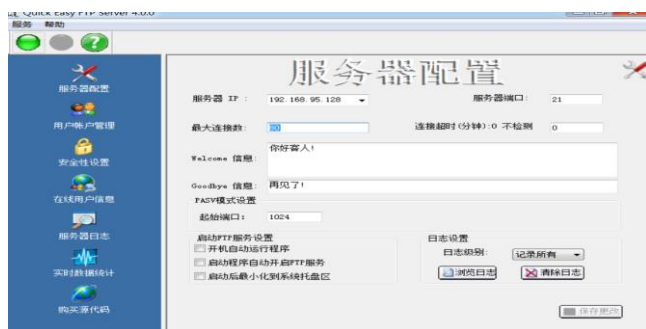 Quick Easy FTP Server 4.0.0
服务 帮助
服务器配置
用户帐户管理
安全性设置
在线用户信息
服务器日志
实时数据统计
购买源代码
服务器配置
服务器 IP : 192.168.95.128 服务器端口: 21
最大连接数: 连接超时(分钟):0 不检测 0
Welcome 信息: 你好客人!
Goodbye 信息: 再见了!
PASV模式设置
起始端口: 1024
启动FTP服务设置 日志设置
开机自动运行程序 日志级别: 记录所有
启动程序自动开启FTP服务
启动后最小化到系统托盘区 浏览日志 清除日志
保存更改